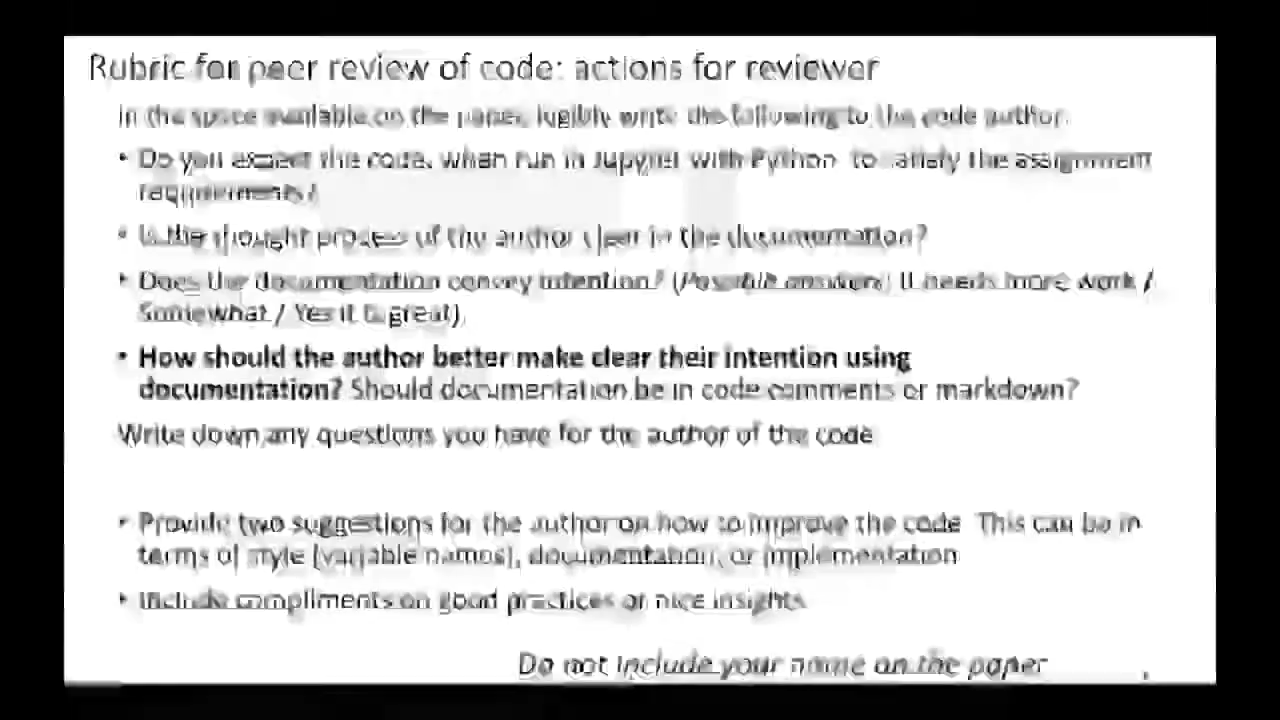 Rubric for peer review of code: actions for reviewer
In the space available on the paper, legibly write the following to the code author.
• Do you expect the code, when run in Jupyter with Python to satisfy the assignment
requirements?
• Is the thought process of the author clear in the documentation?
• Does the documentation convey intention? (Possible answers: It needs more work /
Somewhat / Yes it is great)
• How should the author better make clear their intention using
documentation? Should documentation be in code comments or markdown?
Write down any questions you have for the author of the code
• Provide two suggestions for the author on how to improve the code This can be in
terms of style (variable names), documentation, or implementation
• Include compliments on good practices or nice insights
Do not include your name on the paper